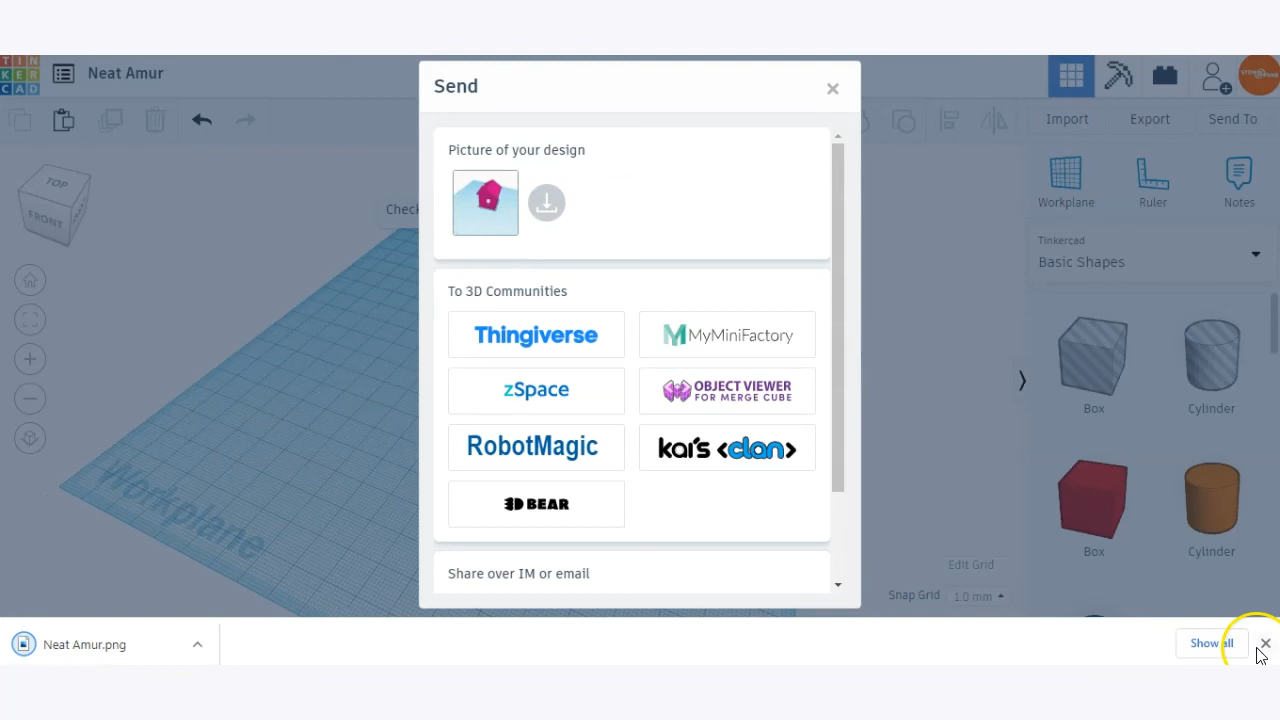 TIN
KER
CAD
Neat Amur
Send
Import
Export
Send To
Picture of your design
TOP
FRONT
Check
Workplane
Ruler
Notes
Tinkercad
Basic Shapes
To 3D Communities
Thingiverse
MyMiniFactory
zSpace
OBJECT VIEWER
FOR MERGE CUBE
RobotMagic
kai's <clan>
3D BEAR
Box
Cylinder
Box
Cylinder
Workplane
Share over IM or email
Edit Grid
Snap Grid
1.0 mm
Neat Amur.png
Show all